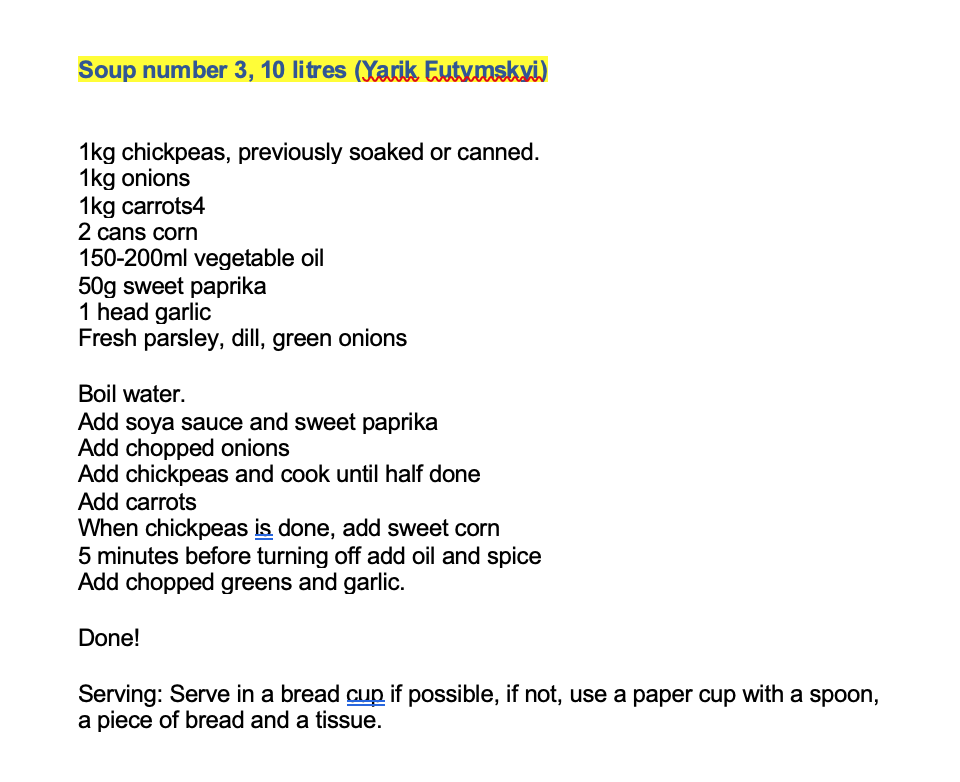 Soup number 3, 10 litres (Yarik Futymskyi)
1kg chickpeas, previously soaked or canned.
1kg onions
1kg carrots4
2 cans corn
150-200ml vegetable oil
50g sweet paprika
1 head garlic
Fresh parsley, dill, green onions
Boil water.
Add soya sauce and sweet paprika
Add chopped onions
Add chickpeas and cook until half done
Add carrots
When chickpeas is done, add sweet corn
5 minutes before turning off add oil and spice
Add chopped greens and garlic.
Done!
Serving: Serve in a bread cup if possible, if not, use a paper cup with a spoon,
a piece of bread and a tissue.